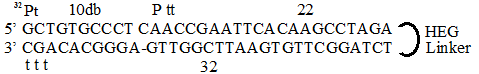 ³²Pt 10db P tt 22
5' GCTGTGCCCT CAACCGAATTCACAAGCCTAGA HEG
3' CGACACGGGA-GTTGGCTTAAGTGTTCGGATCT Linker
t t t 32